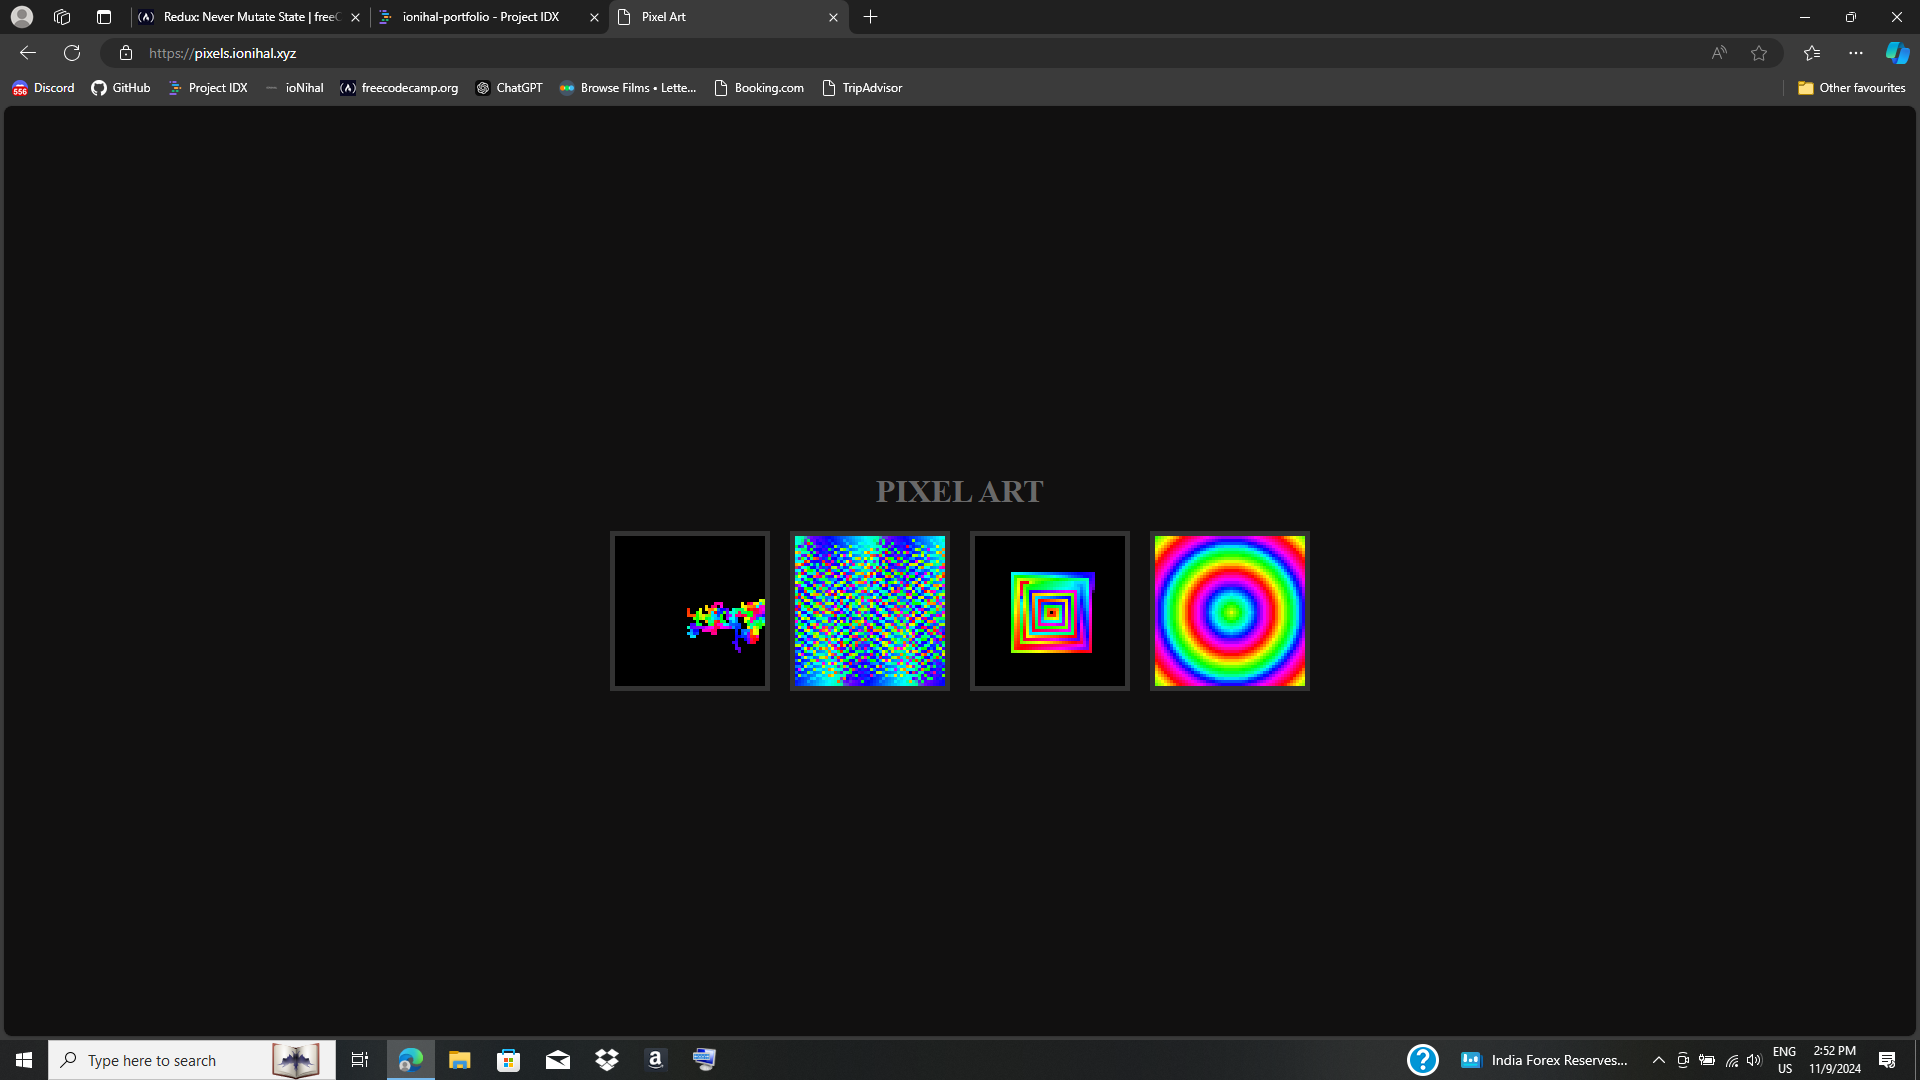 Redux: Never Mutate State | freeC
ionihal-portfolio - Project IDX
Pixel Art
https://pixels.ionihal.xyz
556
Discord
GitHub
Project IDX
ioNihal
freecodecamp.org
ChatGPT
Browse Films • Lette...
Booking.com
TripAdvisor
Other favourites
PIXEL ART
Type here to search
India Forex Reserves...
ENG
US
2:52 PM
11/9/2024